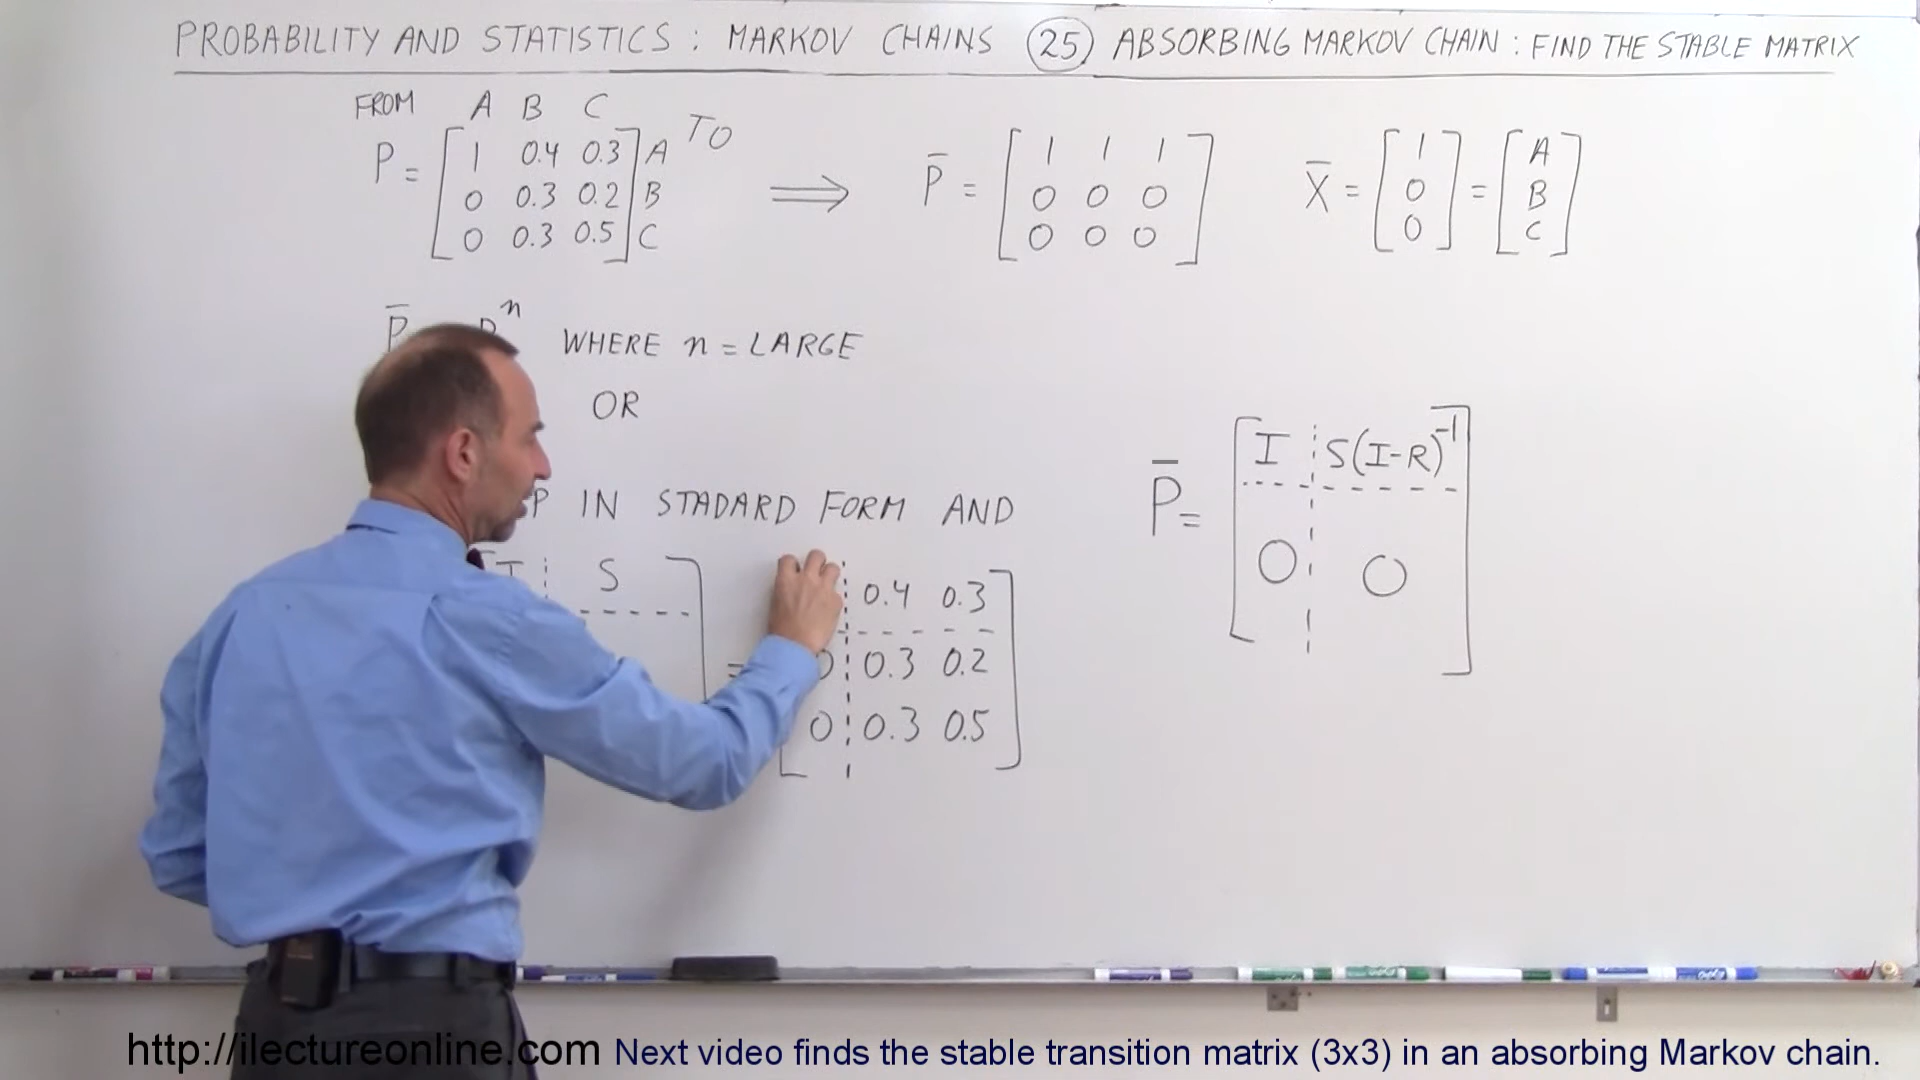 PROBABILITY AND STATISTICS : MARKOV CHAINS (25) ABSORBING MARKOV CHAIN : FIND THE STABLE MATRIX
FROM A B C TO
P = [ 1 0.4 0.3 ] A
[ 0 0.3 0.2 ] B
[ 0 0.3 0.5 ] C
⟹
P̄ = [ 1 1 1 ]
[ 0 0 0 ]
[ 0 0 0 ]
X̄ = [ 1 ] = [ A ]
[ 0 ] [ B ]
[ 0 ] [ C ]
P̄ P^n WHERE n = LARGE
OR
P IN STADARD FORM AND
I S
= 0.4 0.3
0 0.3 0.2
0 0.3 0.5
P̄ = [ I S(I-R)^-1 ]
[ 0 0 ]
http://ilectureonline.com Next video finds the stable transition matrix (3x3) in an absorbing Markov chain.